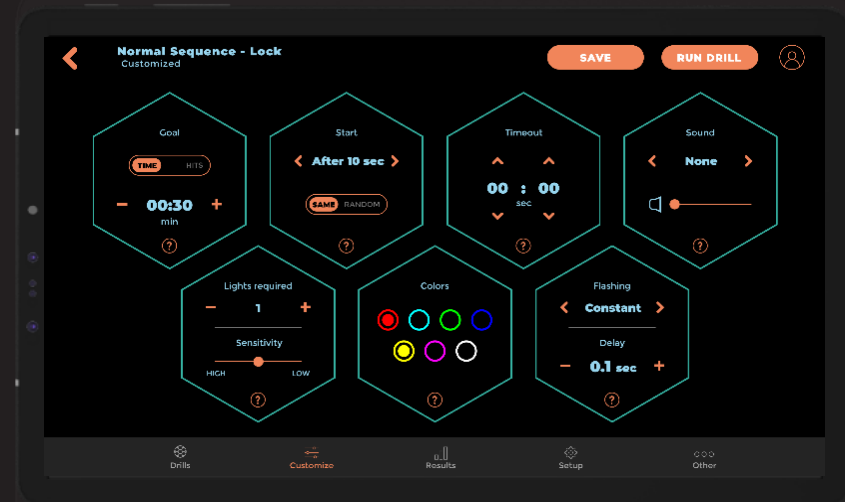 Normal Sequence - Lock
Customized
SAVE
RUN DRILL
Goal
TIME HITS
− 00:30 +
min
?
Start
After 10 sec
SAME RANDOM
?
Timeout
00 : 00
sec
?
Sound
None
?
Lights required
− 1 +
Sensitivity
HIGH LOW
?
Colors
?
Flashing
Constant
Delay
− 0.1 sec +
?
Drills
Customize
Results
Setup
Other